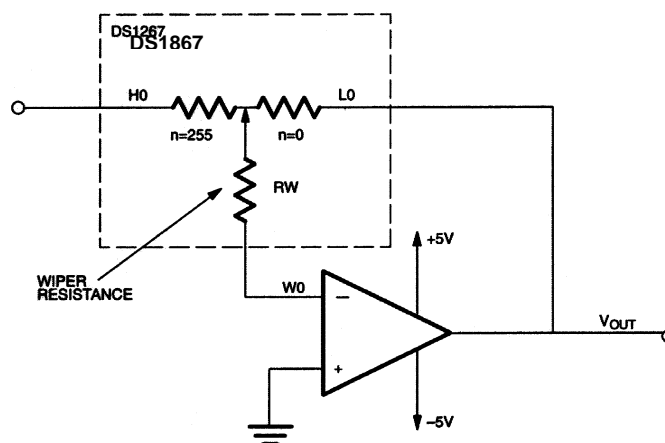 DS1267
DS1867
H0
L0
n=255
n=0
RW
WIPER
RESISTANCE
W0
+5V
−
+
VOUT
–5V